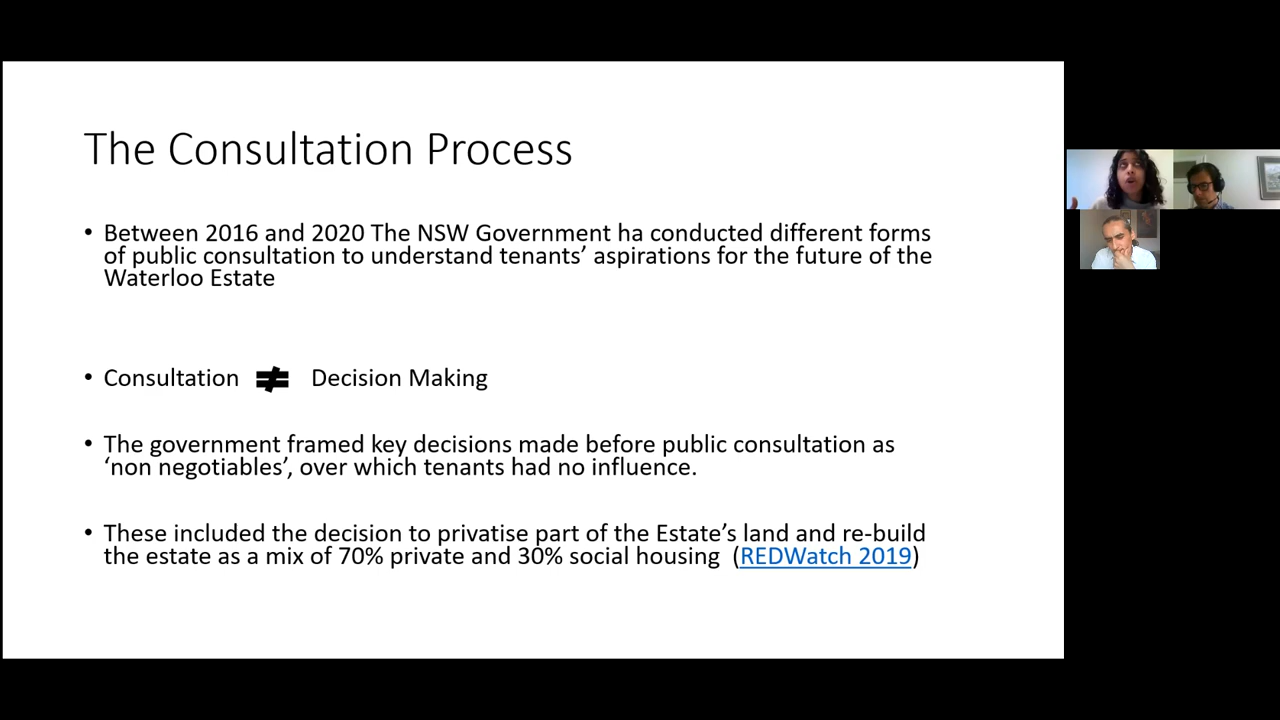 The Consultation Process
• Between 2016 and 2020 The NSW Government ha conducted different forms
of public consultation to understand tenants’ aspirations for the future of the
Waterloo Estate
• Consultation ≠ Decision Making
• The government framed key decisions made before public consultation as
‘non negotiables’, over which tenants had no influence.
• These included the decision to privatise part of the Estate’s land and re-build
the estate as a mix of 70% private and 30% social housing (REDWatch 2019)